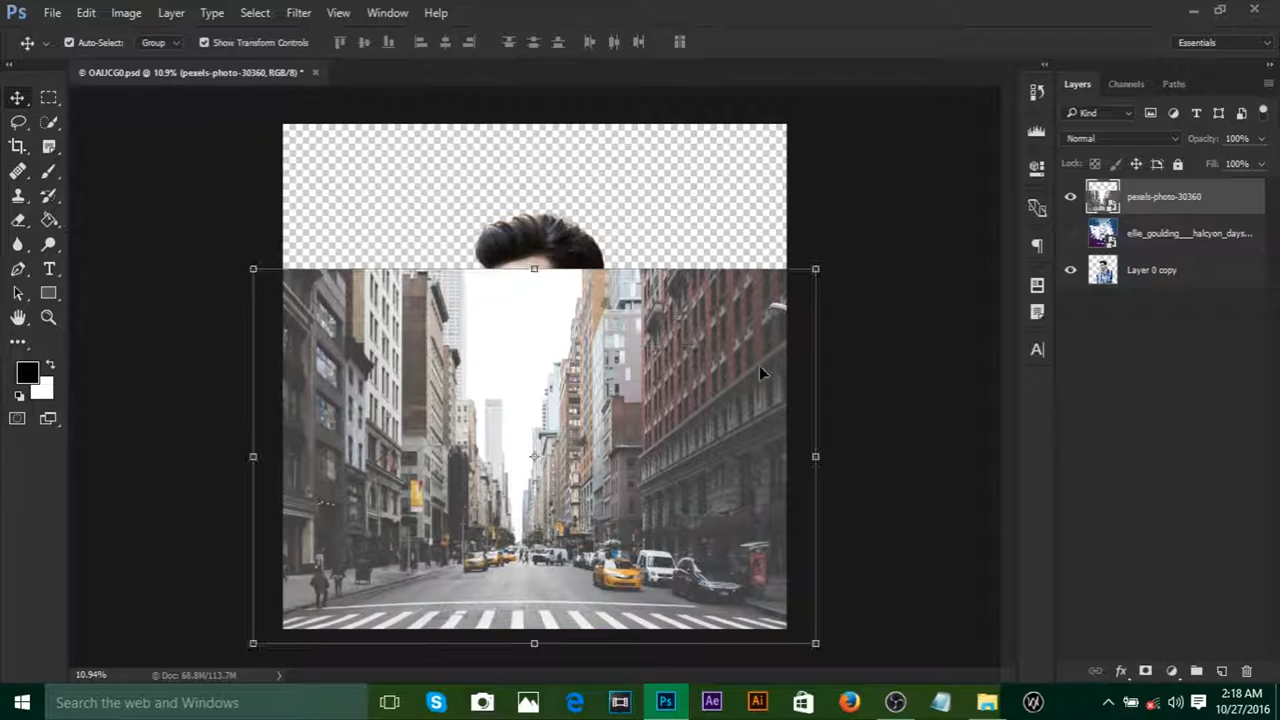 Ps File Edit Image Layer Type Select Filter View Window Help
Auto-Select: Group Show Transform Controls Essentials
© OAIJCG0.psd @ 10.9% (pexels-photo-30360, RGB/8) *
Layers Channels Paths
Kind
Normal Opacity: 100%
Lock: Fill: 100%
pexels-photo-30360
ellie_goulding___halcyon_days...
Layer 0 copy
10.94% Doc: 68.8M/113.7M
Search the web and Windows
Ps Ae Ai
2:18 AM
10/27/2016